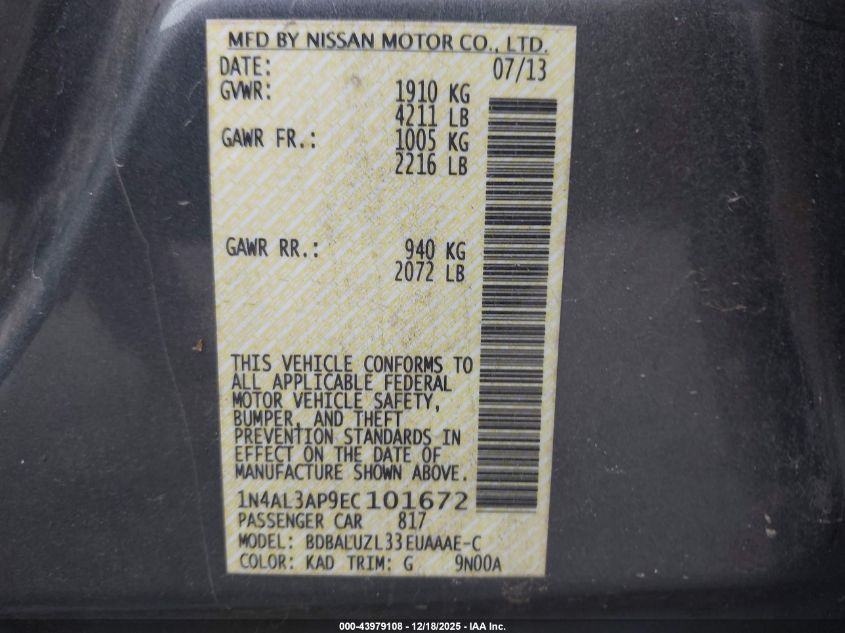 MFD BY NISSAN MOTOR CO., LTD.
DATE: 07/13
GVWR: 1910 KG
4211 LB
GAWR FR.: 1005 KG
2216 LB
GAWR RR.: 940 KG
2072 LB
THIS VEHICLE CONFORMS TO
ALL APPLICABLE FEDERAL
MOTOR VEHICLE SAFETY,
BUMPER, AND THEFT
PREVENTION STANDARDS IN
EFFECT ON THE DATE OF
MANUFACTURE SHOWN ABOVE.
1N4AL3AP9EC101672
PASSENGER CAR 817
MODEL: BDBALUZL33EUAAAE-C
COLOR: KAD TRIM: G 9N00A
000-43979108 - 12/18/2025 - IAA Inc.